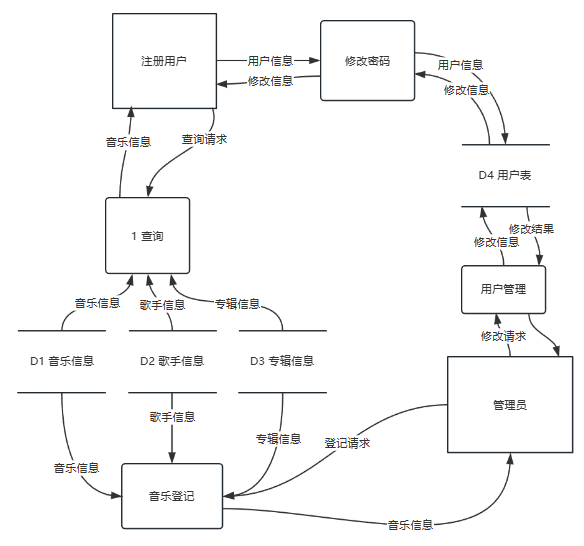 注册用户
用户信息
修改密码
修改信息
用户信息
修改信息
音乐信息
查询请求
D4 用户表
1 查询
修改信息
修改结果
用户管理
音乐信息
歌手信息
专辑信息
修改请求
D1 音乐信息
D2 歌手信息
D3 专辑信息
管理员
歌手信息
专辑信息
登记请求
音乐信息
音乐登记
音乐信息